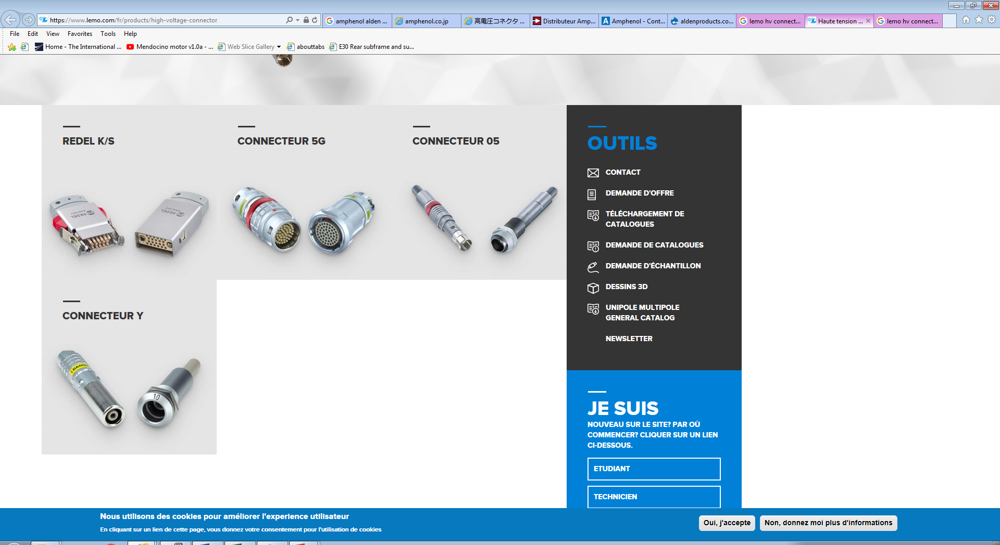 https://www.lemo.com/fr/products/high-voltage-connector
amphenol alden ...
amphenol.co.jp
高電圧コネクタ ...
Distributeur Amp...
Amphenol - Cont...
aldenproducts.co...
lemo hv connect...
Haute tension ...
lemo hv connect...
File Edit View Favorites Tools Help
Home - The International ...
Mendocino motor v1.0a - ...
Web Slice Gallery
abouttabs
E30 Rear subframe and su...
REDEL K/S
CONNECTEUR 5G
CONNECTEUR 05
REDEL
REDEL
CONNECTEUR Y
DANGER
10
OUTILS
CONTACT
DEMANDE D'OFFRE
TÉLÉCHARGEMENT DE
CATALOGUES
DEMANDE DE CATALOGUES
DEMANDE D'ÉCHANTILLON
DESSINS 3D
UNIPOLE MULTIPOLE
GENERAL CATALOG
NEWSLETTER
JE SUIS
NOUVEAU SUR LE SITE? PAR OÙ
COMMENCER? CLIQUER SUR UN LIEN
CI-DESSOUS.
ETUDIANT
TECHNICIEN
Nous utilisons des cookies pour améliorer l'experience utilisateur
En cliquant sur un lien de cette page, vous donnez votre consentement pour l'utilisation de cookies
Oui, j'accepte
Non, donnez moi plus d'informations